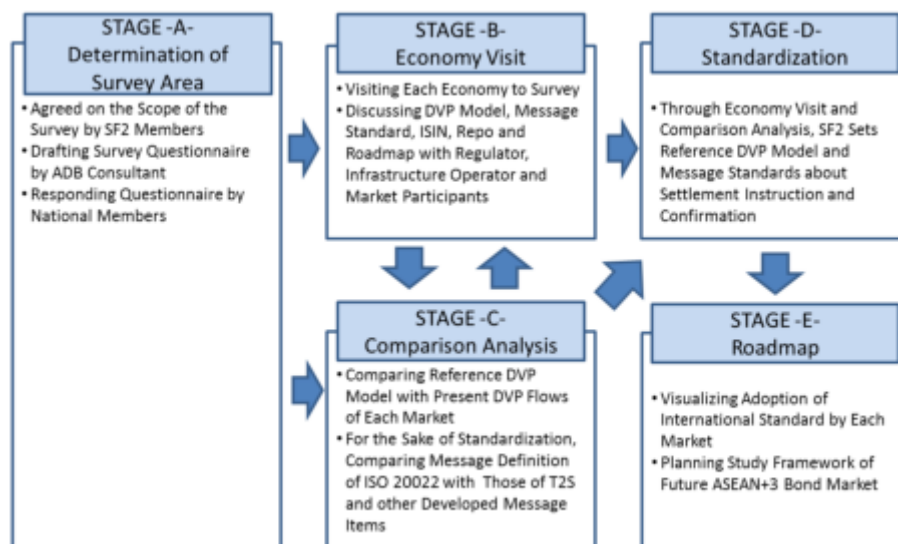 STAGE -A-
Determination of
Survey Area
• Agreed on the Scope of the
Survey by SF2 Members
• Drafting Survey Questionnaire
by ADB Consultant
• Responding Questionnaire by
National Members
STAGE -B-
Economy Visit
• Visiting Each Economy to Survey
• Discussing DVP Model, Message
Standard, ISIN, Repo and
Roadmap with Regulator,
Infrastructure Operator and
Market Participants
STAGE -C-
Comparison Analysis
• Comparing Reference DVP
Model with Present DVP Flows
of Each Market
• For the Sake of Standardization,
Comparing Message Definition
of ISO 20022 with Those of T2S
and other Developed Message
Items
STAGE -D-
Standardization
• Through Economy Visit and
Comparison Analysis, SF2 Sets
Reference DVP Model and
Message Standards about
Settlement Instruction and
Confirmation
STAGE -E-
Roadmap
• Visualizing Adoption of
International Standard by Each
Market
• Planning Study Framework of
Future ASEAN+3 Bond Market